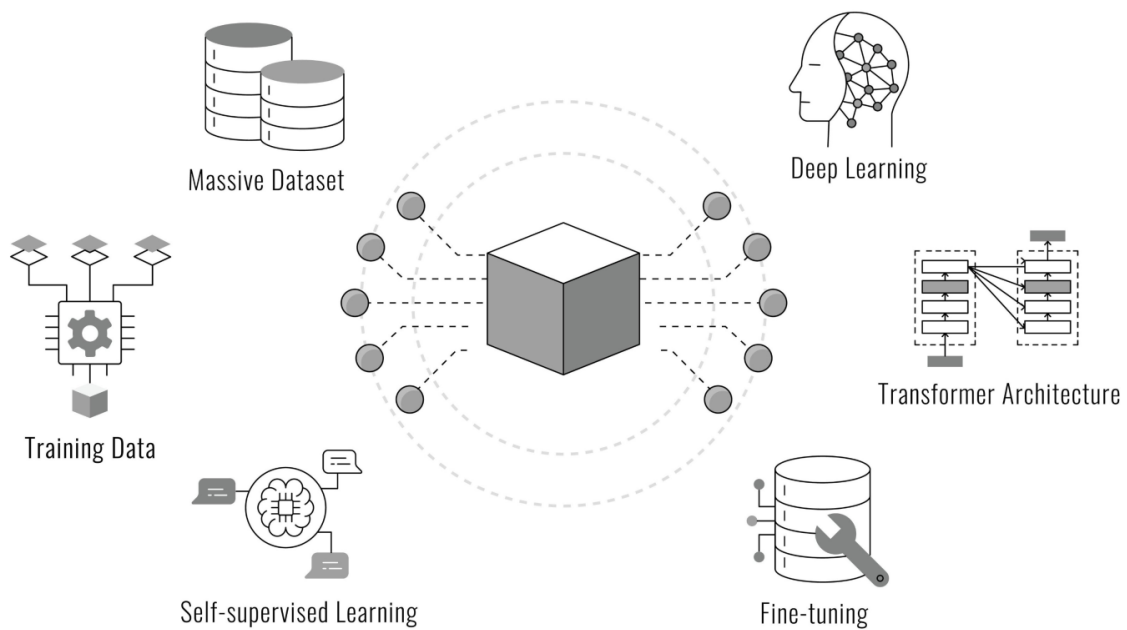 Massive Dataset
Deep Learning
Training Data
Transformer Architecture
Self-supervised Learning
Fine-tuning